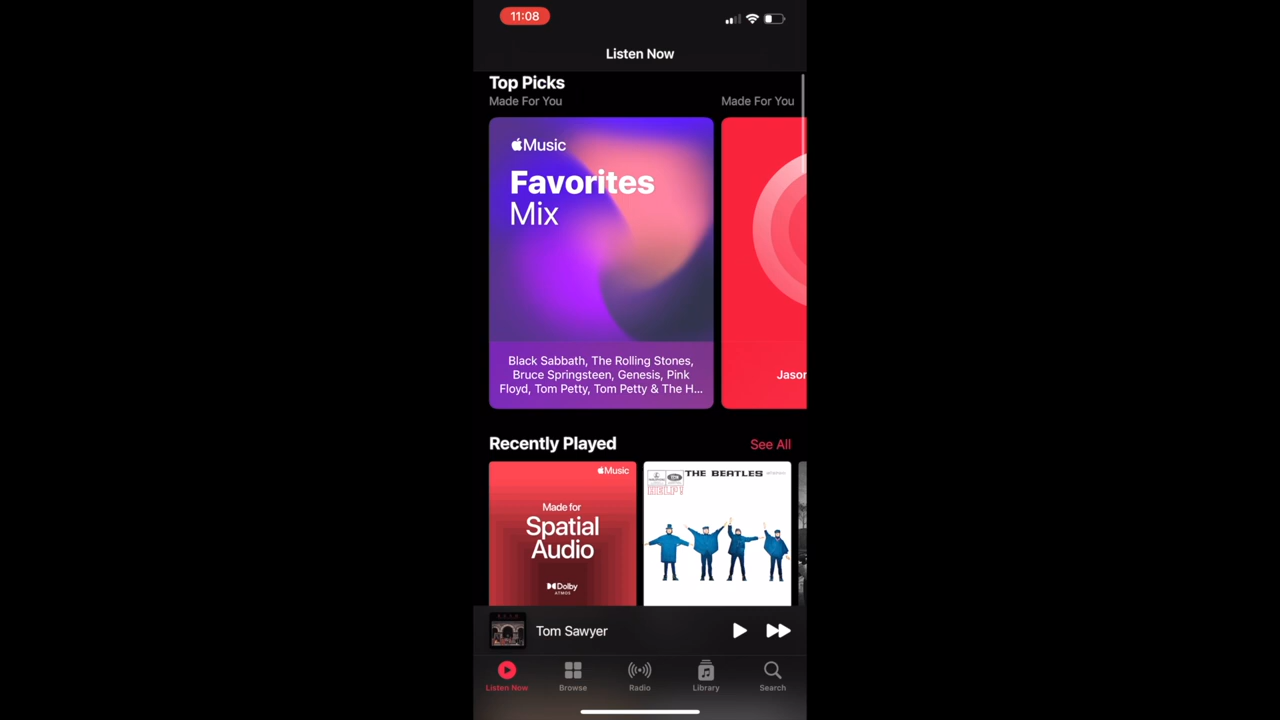 11:08
Listen Now
Top Picks
Made For You
Made For You
Music
Favorites
Mix
Black Sabbath, The Rolling Stones,
Bruce Springsteen, Genesis, Pink
Floyd, Tom Petty, Tom Petty & The H...
Jason
Recently Played
See All
Music
Made for
Spatial
Audio
Dolby
ATMOS
THE BEATLES
HELP!
Tom Sawyer
Listen Now
Browse
Radio
Library
Search